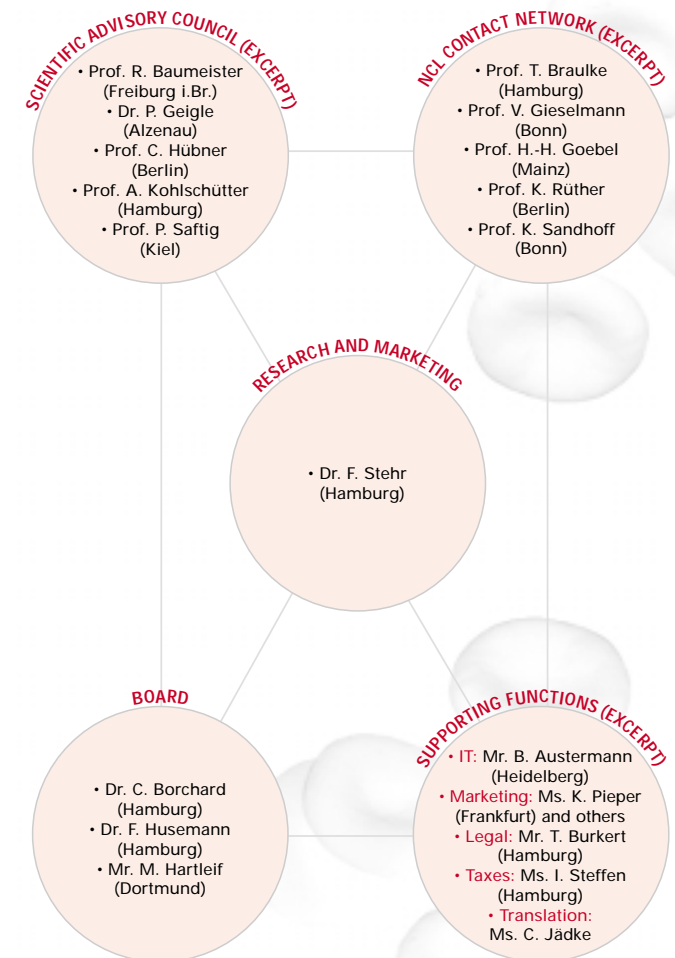 SCIENTIFIC ADVISORY COUNCIL (EXCERPT)
• Prof. R. Baumeister
(Freiburg i.Br.)
• Dr. P. Geigle
(Alzenau)
• Prof. C. Hübner
(Berlin)
• Prof. A. Kohlschütter
(Hamburg)
• Prof. P. Saftig
(Kiel)
NCL CONTACT NETWORK (EXCERPT)
• Prof. T. Braulke
(Hamburg)
• Prof. V. Gieselmann
(Bonn)
• Prof. H.-H. Goebel
(Mainz)
• Prof. K. Rüther
(Berlin)
• Prof. K. Sandhoff
(Bonn)
RESEARCH AND MARKETING
• Dr. F. Stehr
(Hamburg)
BOARD
• Dr. C. Borchard
(Hamburg)
• Dr. F. Husemann
(Hamburg)
• Mr. M. Hartleif
(Dortmund)
SUPPORTING FUNCTIONS (EXCERPT)
• IT: Mr. B. Austermann
(Heidelberg)
• Marketing: Ms. K. Pieper
(Frankfurt) and others
• Legal: Mr. T. Burkert
(Hamburg)
• Taxes: Ms. I. Steffen
(Hamburg)
• Translation:
Ms. C. Jädke